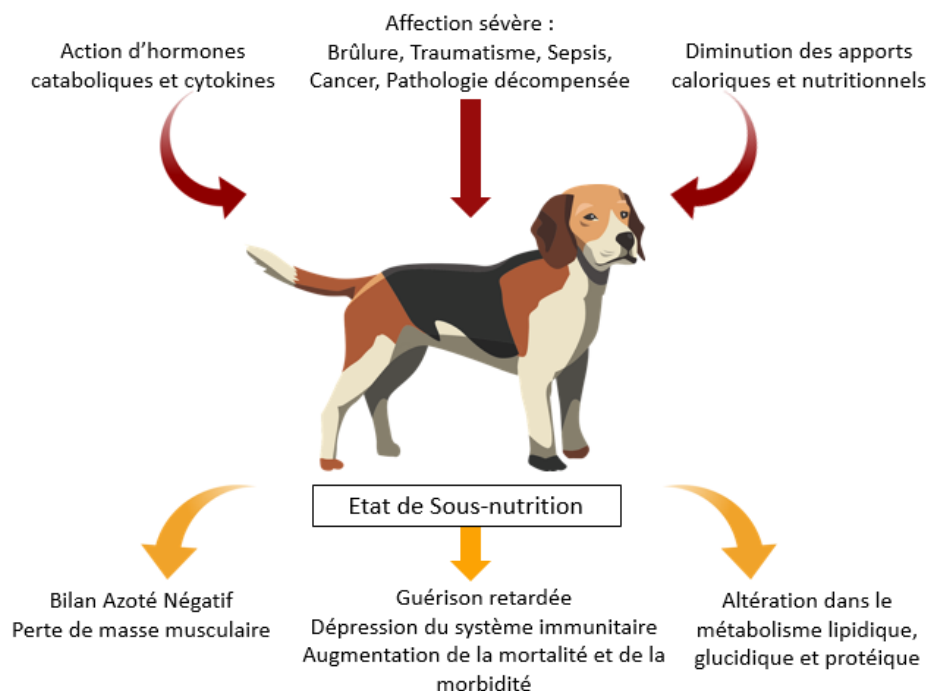 Action d'hormones
cataboliques et cytokines
Affection sévère :
Brûlure, Traumatisme, Sepsis,
Cancer, Pathologie décompensée
Diminution des apports
caloriques et nutritionnels
Etat de Sous-nutrition
Bilan Azoté Négatif
Perte de masse musculaire
Guérison retardée
Dépression du système immunitaire
Augmentation de la mortalité et de la
morbidité
Altération dans le
métabolisme lipidique,
glucidique et protéique